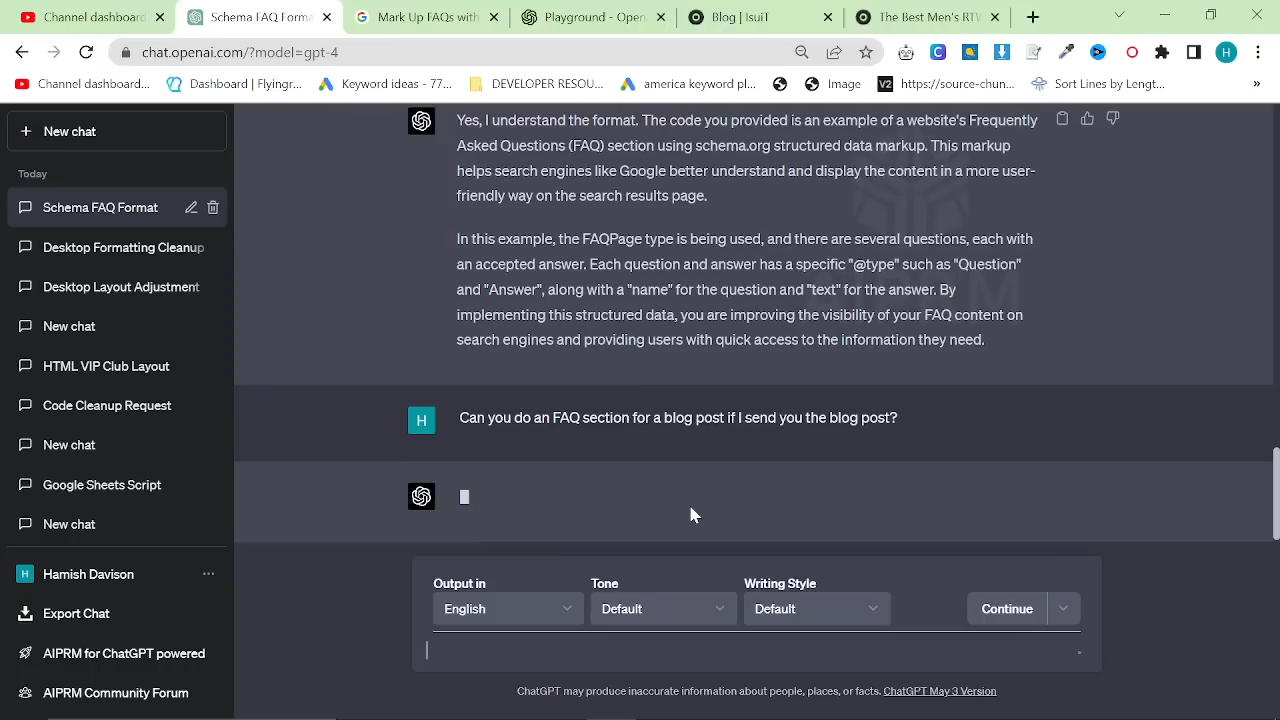 Channel dashboard
Schema FAQ Forma
Mark Up FAQs with
Playground - Open
Blog | IsuiT
The Best Men's RTW
chat.openai.com/?model=gpt-4
Channel dashboard...
Dashboard | Flyingr...
Keyword ideas - 77...
DEVELOPER RESOU...
america keyword pl...
Image
V2
https://source-chun...
Sort Lines by Lengt...
»
H
New chat
Today
Schema FAQ Format
Desktop Formatting Cleanup
Desktop Layout Adjustment
New chat
HTML VIP Club Layout
Code Cleanup Request
New chat
Google Sheets Script
New chat
H
Hamish Davison
...
Export Chat
AIPRM for ChatGPT powered
AIPRM Community Forum
Yes, I understand the format. The code you provided is an example of a website's Frequently
Asked Questions (FAQ) section using schema.org structured data markup. This markup
helps search engines like Google better understand and display the content in a more user-
friendly way on the search results page.
In this example, the FAQPage type is being used, and there are several questions, each with
an accepted answer. Each question and answer has a specific "@type" such as "Question"
and "Answer", along with a "name" for the question and "text" for the answer. By
implementing this structured data, you are improving the visibility of your FAQ content on
search engines and providing users with quick access to the information they need.
AIPRM
H
Can you do an FAQ section for a blog post if I send you the blog post?
Output in
Tone
Writing Style
English
Default
Default
Continue
ChatGPT may produce inaccurate information about people, places, or facts. ChatGPT May 3 Version